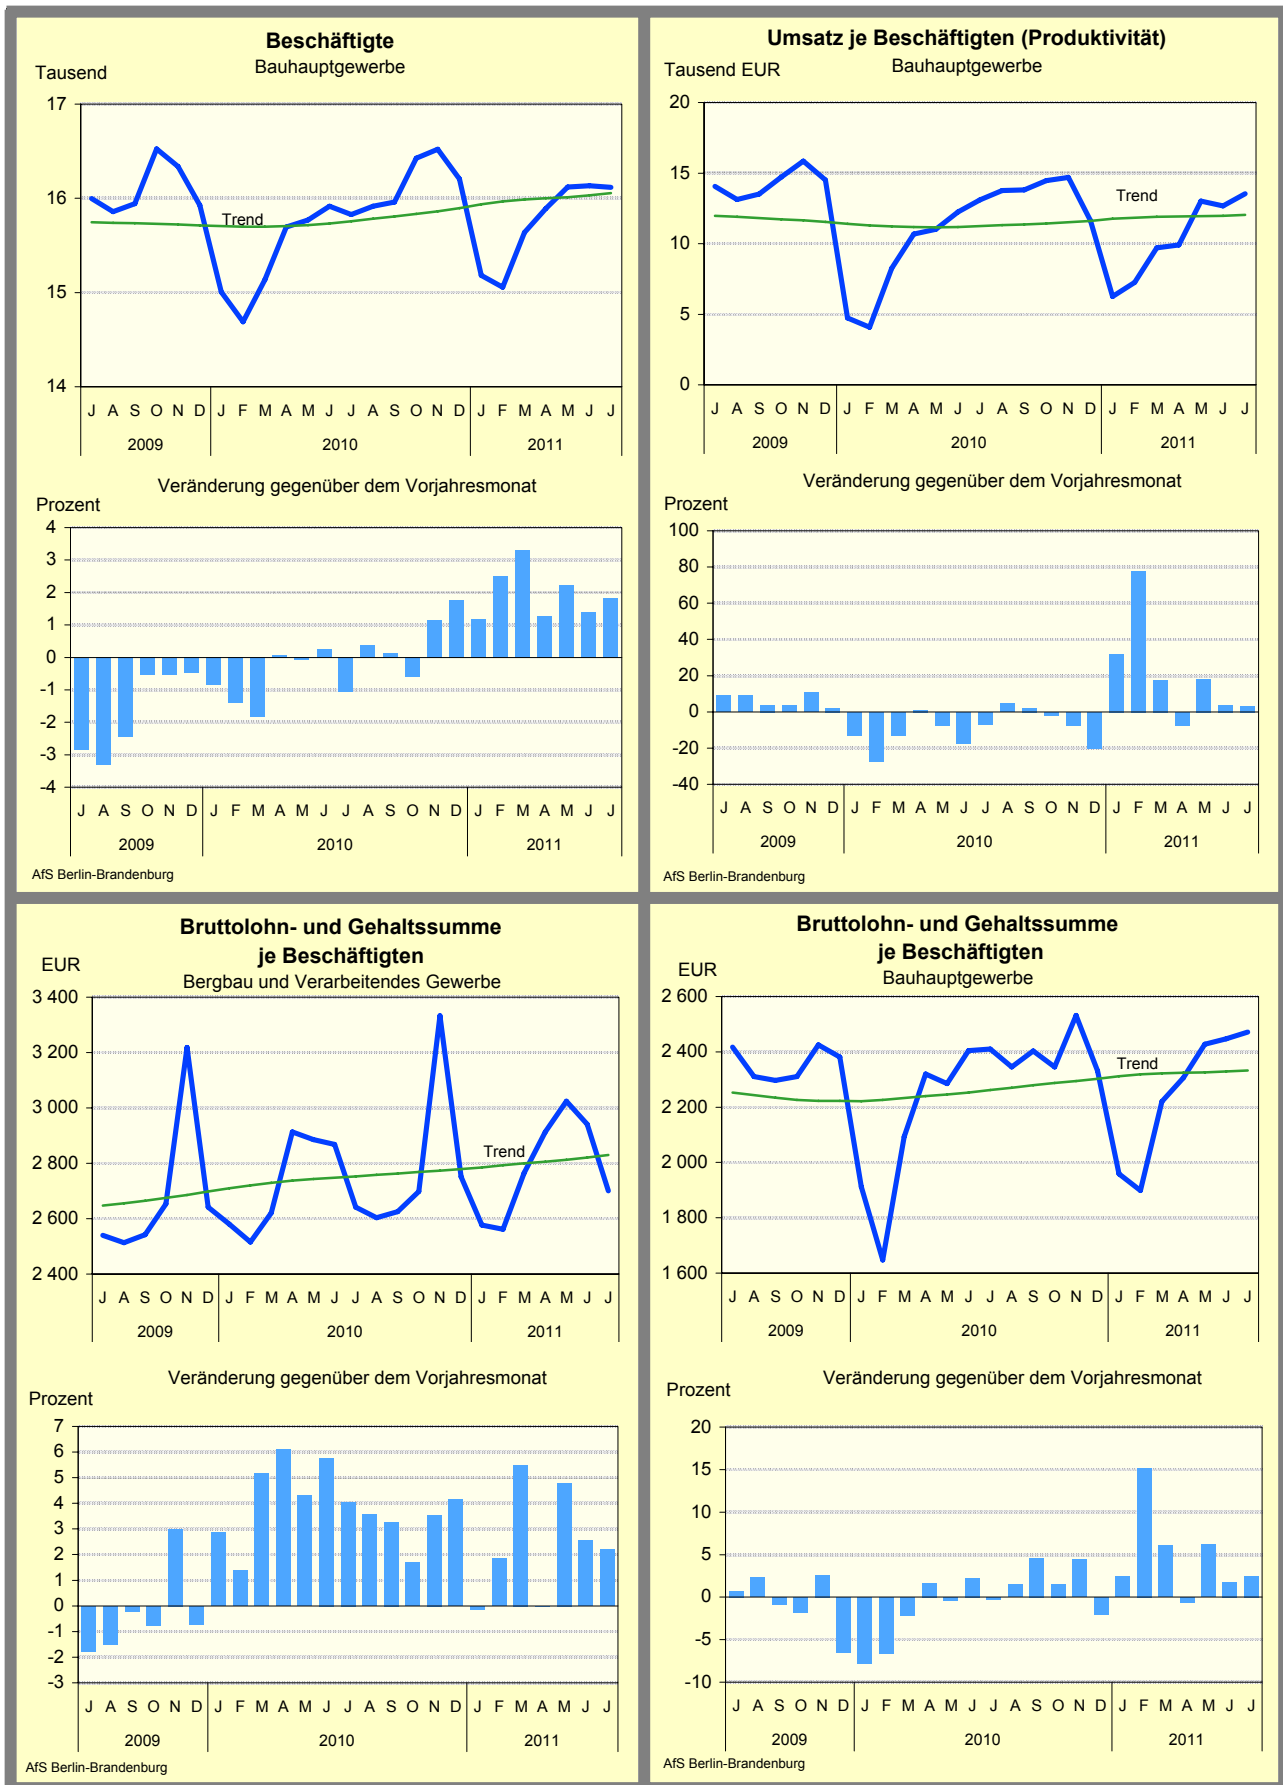 Beschäftigte
Bauhauptgewerbe
Tausend
17
16
15
14
Trend
J A S O N D J F M A M J J A S O N D J F M A M J J
2009 2010 2011
Veränderung gegenüber dem Vorjahresmonat
Prozent
4
3
2
1
0
-1
-2
-3
-4
J A S O N D J F M A M J J A S O N D J F M A M J J
2009 2010 2011
AfS Berlin-Brandenburg
Umsatz je Beschäftigten (Produktivität)
Bauhauptgewerbe
Tausend EUR
20
15
10
5
0
Trend
J A S O N D J F M A M J J A S O N D J F M A M J J
2009 2010 2011
Veränderung gegenüber dem Vorjahresmonat
Prozent
100
80
60
40
20
0
-20
-40
J A S O N D J F M A M J J A S O N D J F M A M J J
2009 2010 2011
AfS Berlin-Brandenburg
Bruttolohn- und Gehaltssumme
je Beschäftigten
EUR
Bergbau und Verarbeitendes Gewerbe
3 400
3 200
3 000
2 800
2 600
2 400
Trend
J A S O N D J F M A M J J A S O N D J F M A M J J
2009 2010 2011
Veränderung gegenüber dem Vorjahresmonat
Prozent
7
6
5
4
3
2
1
0
-1
-2
-3
J A S O N D J F M A M J J A S O N D J F M A M J J
2009 2010 2011
AfS Berlin-Brandenburg
Bruttolohn- und Gehaltssumme
je Beschäftigten
EUR
Bauhauptgewerbe
2 600
2 400
2 200
2 000
1 800
1 600
Trend
J A S O N D J F M A M J J A S O N D J F M A M J J
2009 2010 2011
Veränderung gegenüber dem Vorjahresmonat
Prozent
20
15
10
5
0
-5
-10
J A S O N D J F M A M J J A S O N D J F M A M J J
2009 2010 2011
AfS Berlin-Brandenburg